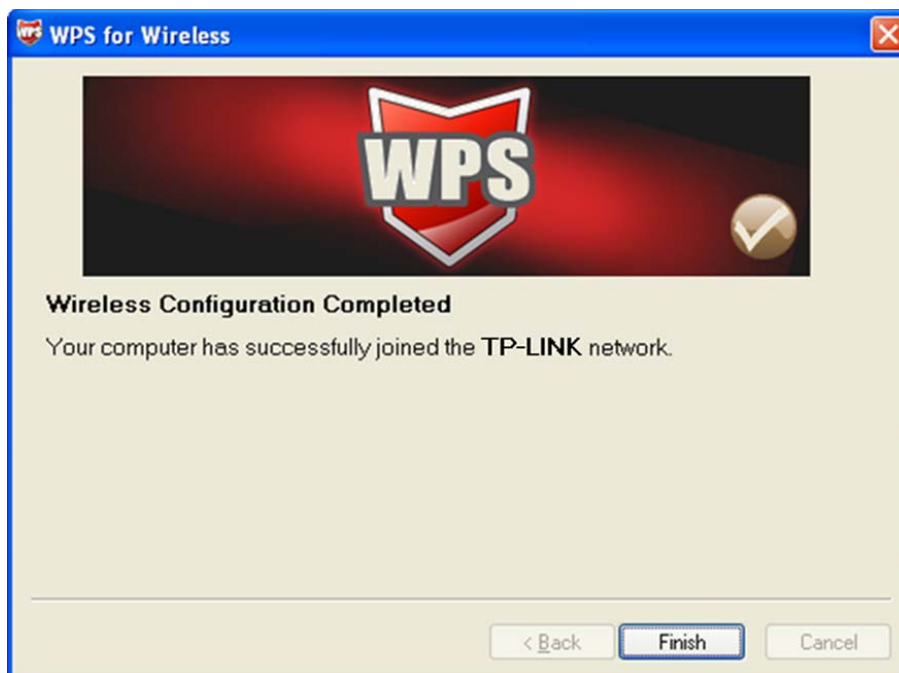 WPS for Wireless
WPS
Wireless Configuration Completed
Your computer has successfully joined the TP-LINK network.
< Back
Finish
Cancel